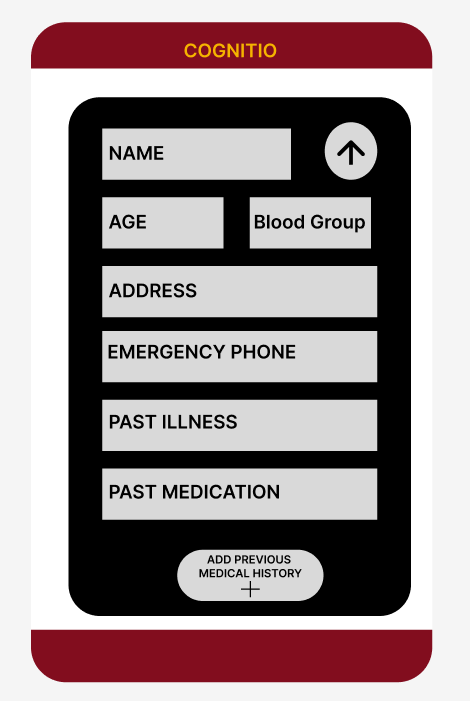 COGNITIO
NAME
AGE
Blood Group
ADDRESS
EMERGENCY PHONE
PAST ILLNESS
PAST MEDICATION
ADD PREVIOUS
MEDICAL HISTORY